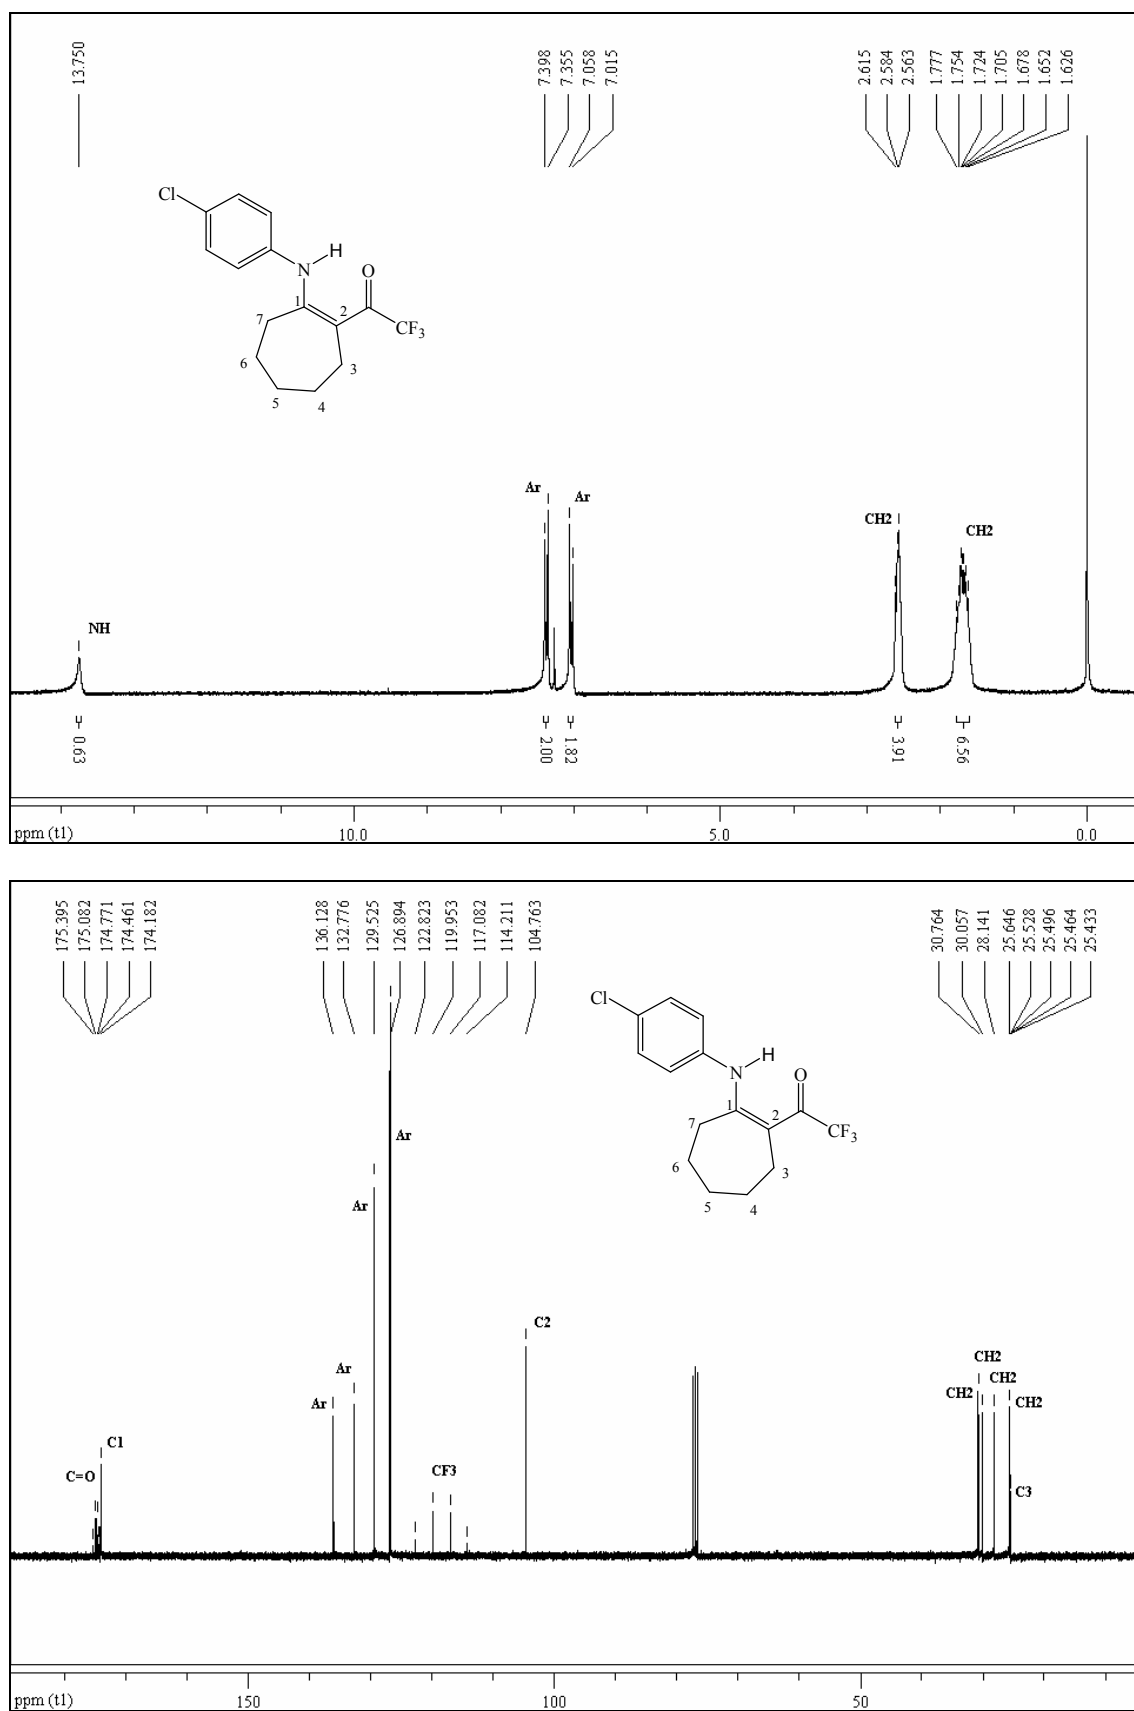 13.750
7.398
7.355
7.058
7.015
2.615
2.584
2.563
1.777
1.754
1.724
1.705
1.678
1.652
1.626
Cl
N
H
O
1
2
CF3
7
6
3
5
4
Ar
Ar
CH2
CH2
NH
0.63
2.00
1.82
3.91
6.56
ppm (t1)
10.0
5.0
0.0
175.395
175.082
174.771
174.461
174.182
136.128
132.776
129.525
126.894
122.823
119.953
117.082
114.211
104.763
30.764
30.057
28.141
25.646
25.528
25.496
25.464
25.433
Cl
N
H
O
1
2
CF3
7
6
3
5
4
Ar
Ar
C2
Ar
Ar
CH2
CH2
CH2
CH2
C1
C=O
CF3
C3
ppm (t1)
150
100
50